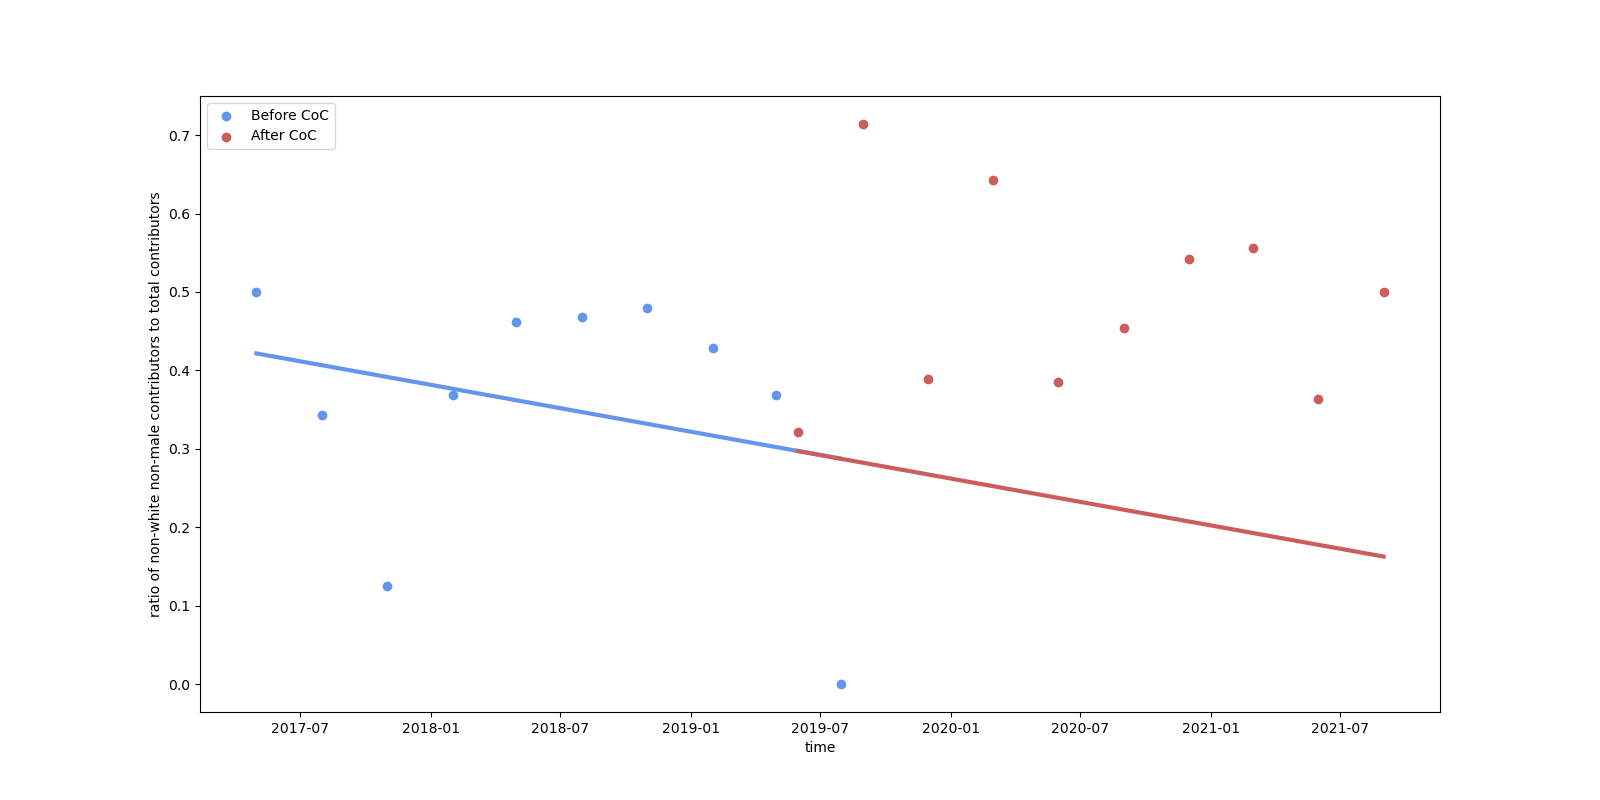 Before CoC
After CoC
ratio of non-white non-male contributors to total contributors
0.7
0.6
0.5
0.4
0.3
0.2
0.1
0.0
2017-07 2018-01 2018-07 2019-01 2019-07 2020-01 2020-07 2021-01 2021-07
time